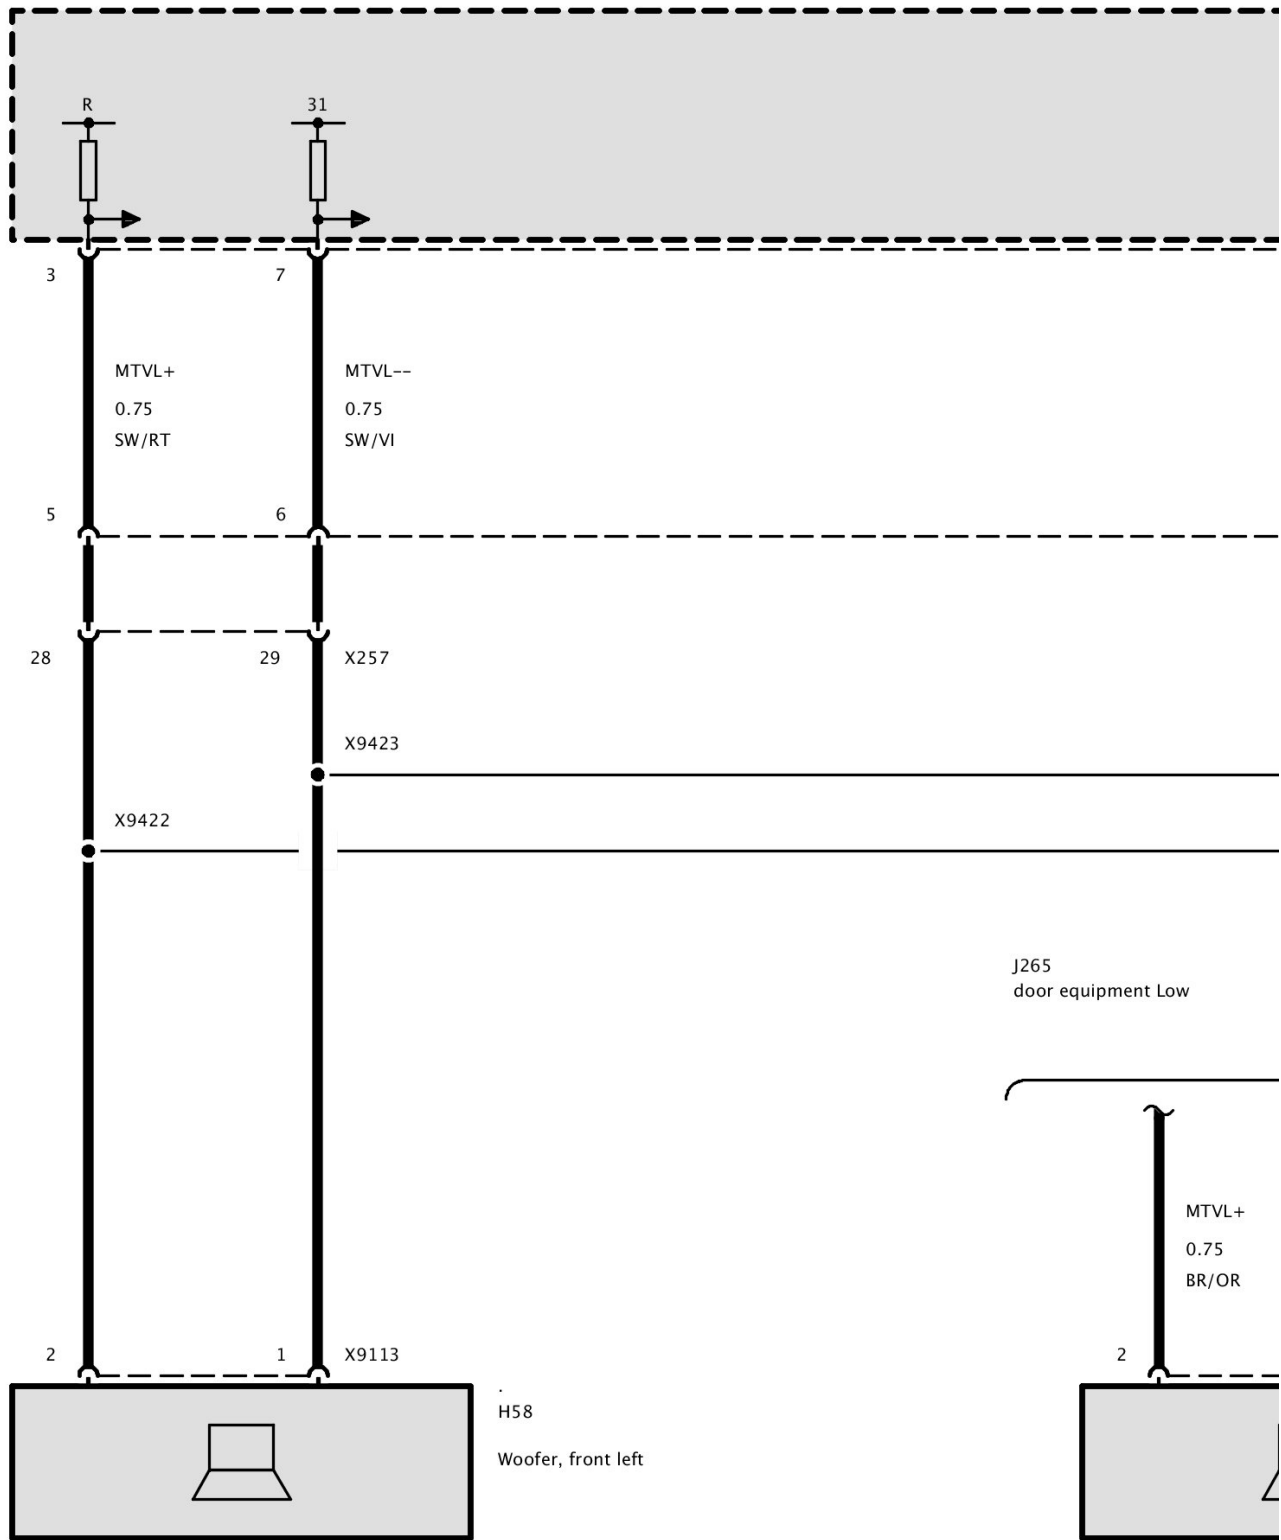 R
31
3
7
MTVL+
MTVL--
0.75
0.75
SW/RT
SW/VI
5
6
28
29
X257
X9423
X9422
J265
door equipment Low
MTVL+
0.75
BR/OR
2
1
X9113
2
.
H58
Woofer, front left